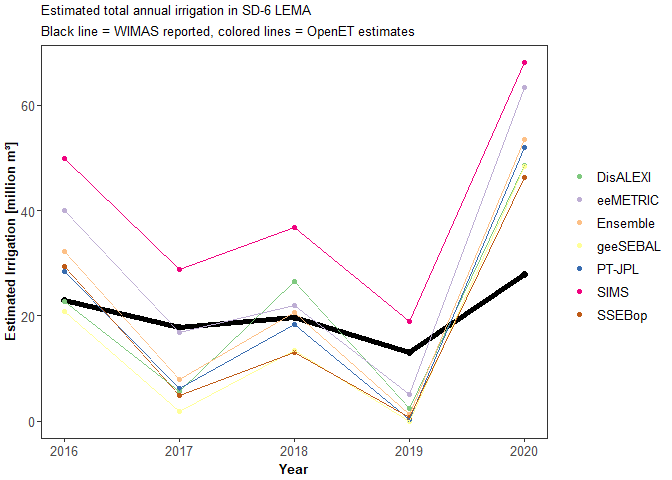 Estimated total annual irrigation in SD-6 LEMA
Black line = WIMAS reported, colored lines = OpenET estimates
Estimated Irrigation [million m³]
60
40
20
0
2016 2017 2018 2019 2020
Year
DisALEXI
eeMETRIC
Ensemble
geeSEBAL
PT-JPL
SIMS
SSEBop